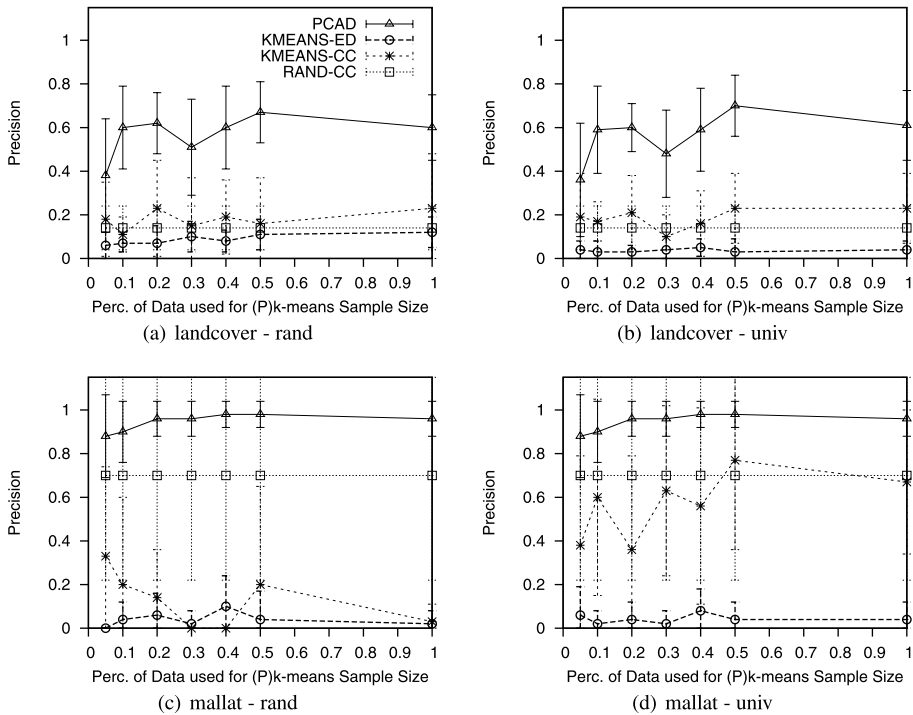 PCAD
KMEANS-ED
KMEANS-CC
RAND-CC
1
0.8
0.6
0.4
0.2
0
Precision
0 0.1 0.2 0.3 0.4 0.5 0.6 0.7 0.8 0.9 1
Perc. of Data used for (P)k-means Sample Size
(a) landcover - rand
1
0.8
0.6
0.4
0.2
0
Precision
0 0.1 0.2 0.3 0.4 0.5 0.6 0.7 0.8 0.9 1
Perc. of Data used for (P)k-means Sample Size
(b) landcover - univ
1
0.8
0.6
0.4
0.2
0
Precision
0 0.1 0.2 0.3 0.4 0.5 0.6 0.7 0.8 0.9 1
Perc. of Data used for (P)k-means Sample Size
(c) mallat - rand
1
0.8
0.6
0.4
0.2
0
Precision
0 0.1 0.2 0.3 0.4 0.5 0.6 0.7 0.8 0.9 1
Perc. of Data used for (P)k-means Sample Size
(d) mallat - univ